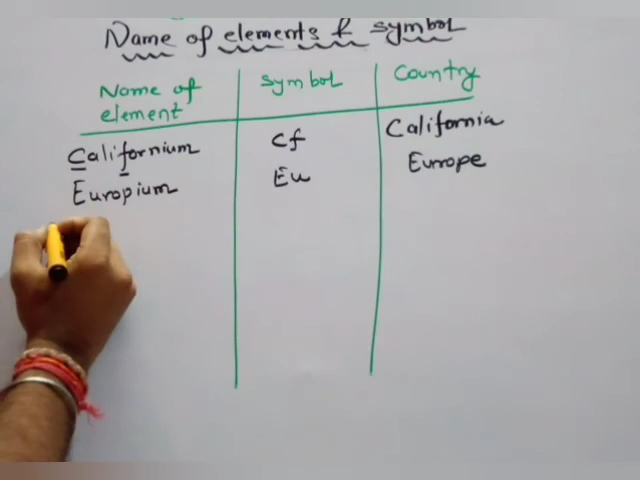 Name of elements & symbol
Name of element
symbol
Country
Californium
Cf
California
Europium
Eu
Europe